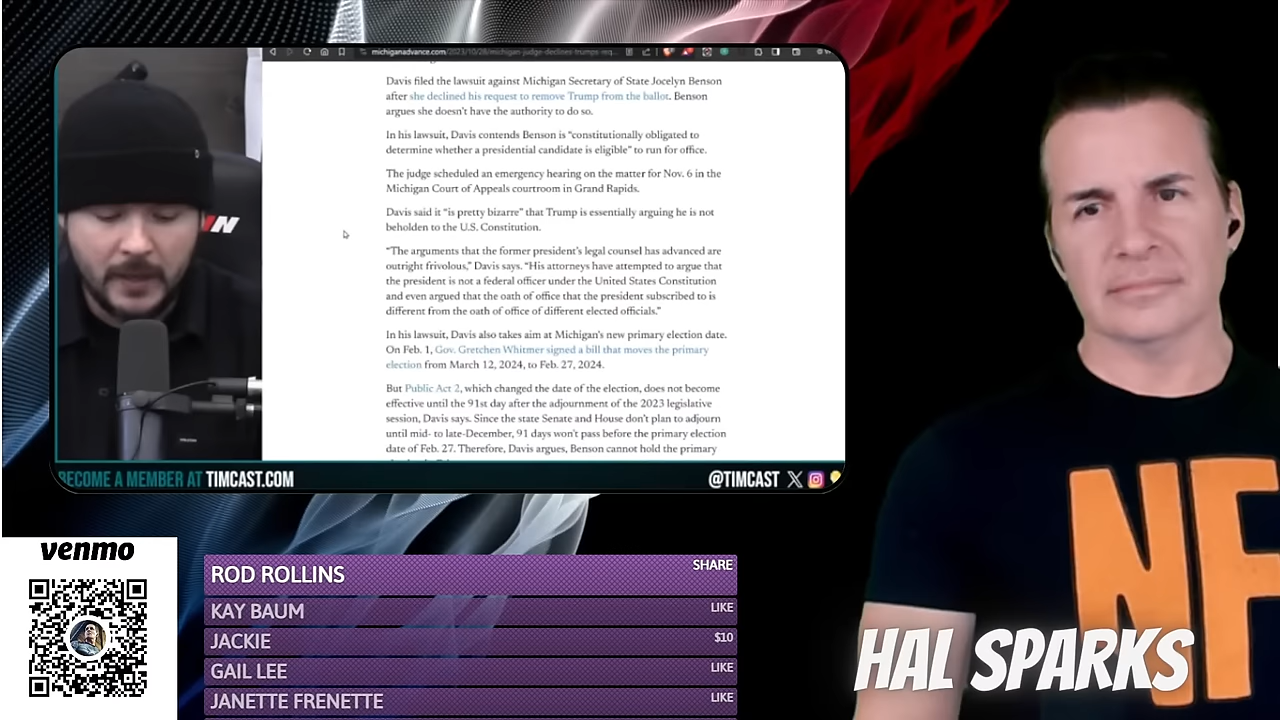 michiganadvance.com/2023/10/28/michigan-judge-declines-trumps-req...
Davis filed the lawsuit against Michigan Secretary of State Jocelyn Benson
after she declined his request to remove Trump from the ballot. Benson
argues she doesn't have the authority to do so.
In his lawsuit, Davis contends Benson is “constitutionally obligated to
determine whether a presidential candidate is eligible” to run for office.
The judge scheduled an emergency hearing on the matter for Nov. 6 in the
Michigan Court of Appeals courtroom in Grand Rapids.
Davis said it “is pretty bizarre” that Trump is essentially arguing he is not
beholden to the U.S. Constitution.
“The arguments that the former president’s legal counsel has advanced are
outright frivolous,” Davis says. “His attorneys have attempted to argue that
the president is not a federal officer under the United States Constitution
and even argued that the oath of office that the president subscribed to is
different from the oath of office of different elected officials.”
In his lawsuit, Davis also takes aim at Michigan’s new primary election date.
On Feb. 1, Gov. Gretchen Whitmer signed a bill that moves the primary
election from March 12, 2024, to Feb. 27, 2024.
But Public Act 2, which changed the date of the election, does not become
effective until the 91st day after the adjournment of the 2023 legislative
session, Davis says. Since the state Senate and House don’t plan to adjourn
until mid- to late-December, 91 days won’t pass before the primary election
date of Feb. 27. Therefore, Davis argues, Benson cannot hold the primary
BECOME A MEMBER AT TIMCAST.COM
@TIMCAST X
venmo
ROD ROLLINS SHARE
KAY BAUM LIKE
JACKIE $10
GAIL LEE LIKE
JANETTE FRENETTE LIKE
NF
HAL SPARKS